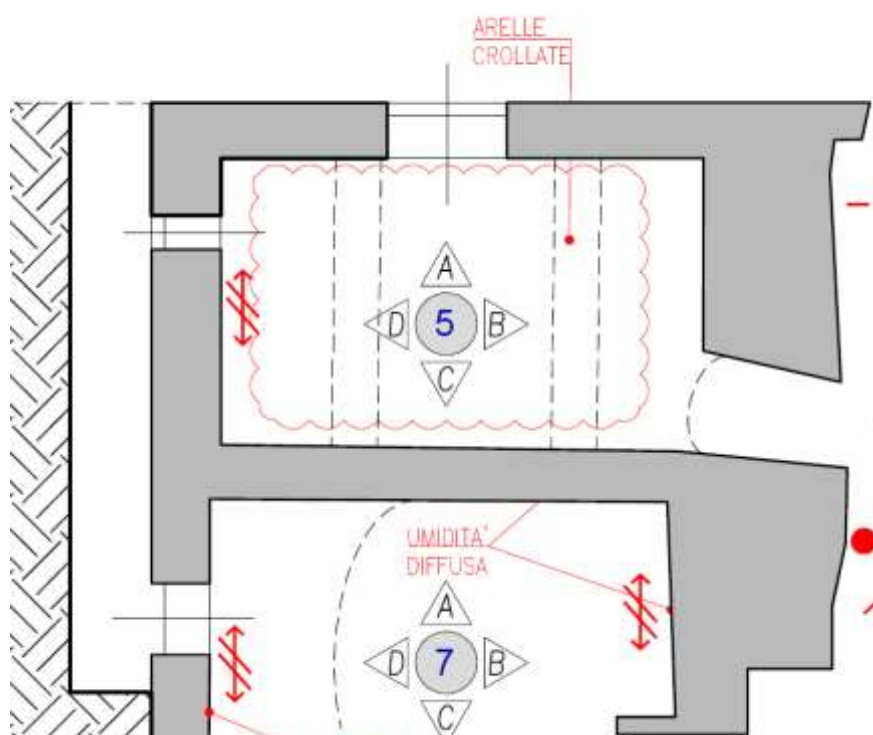 ARELLE
CROLLATE
A
D 5 B
C
UMIDITA'
DIFFUSA
A
D 7 B
C